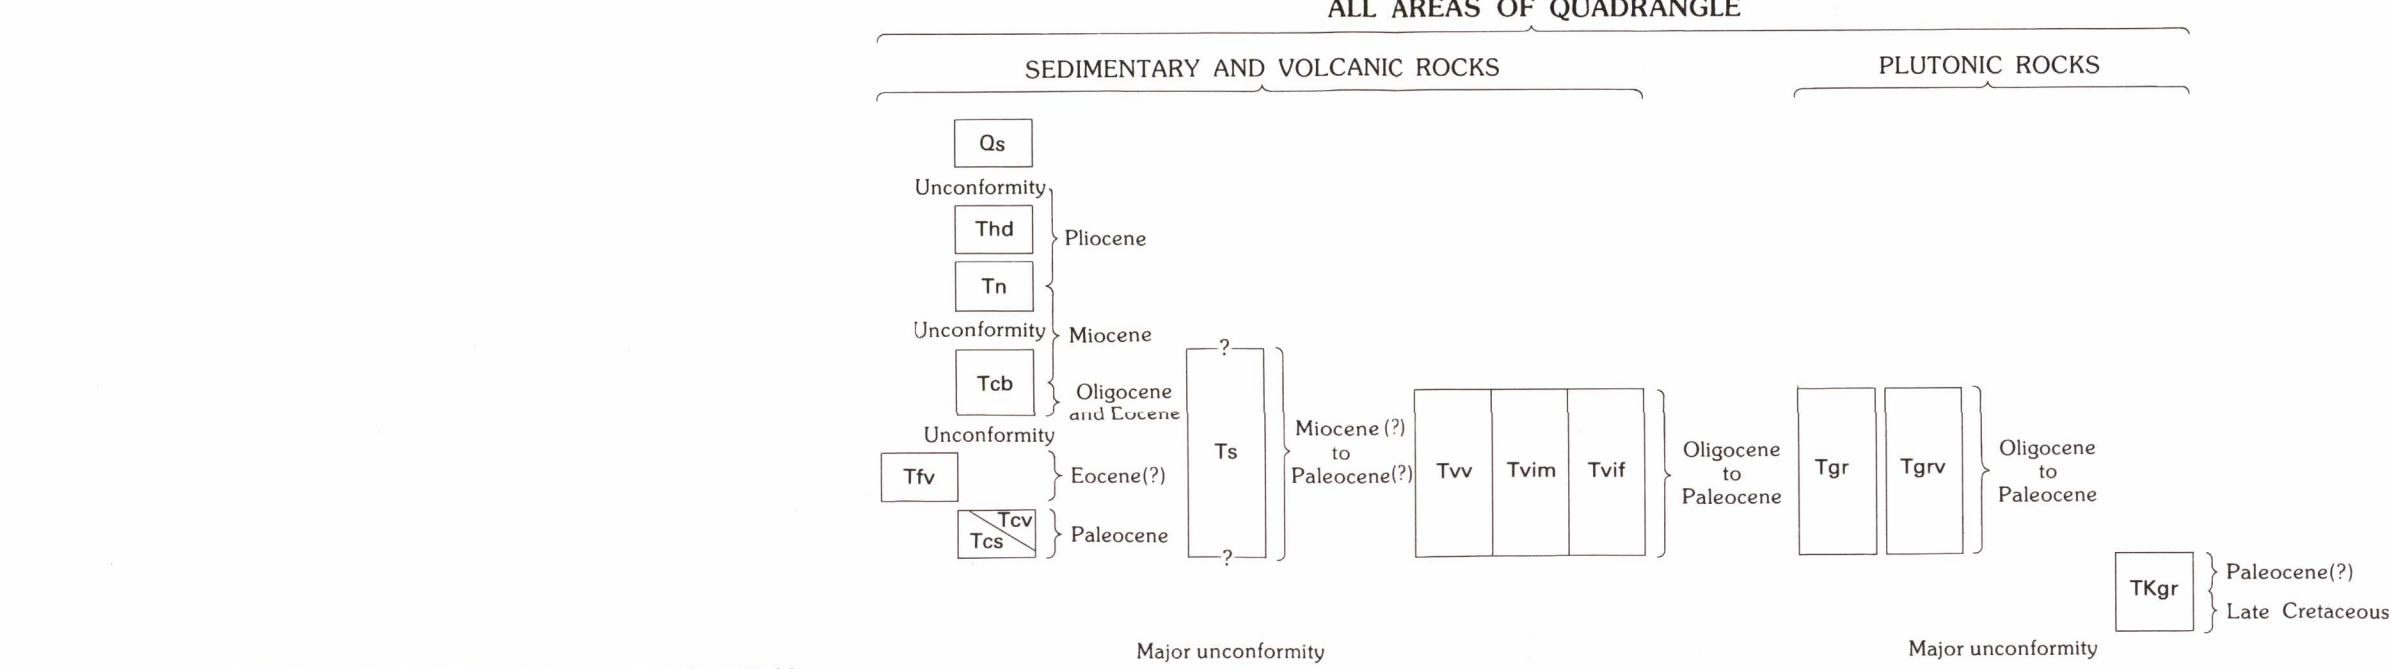 ALL AREAS OF QUADRANGLE
SEDIMENTARY AND VOLCANIC ROCKS
PLUTONIC ROCKS
Qs
Unconformity
Thd
Pliocene
Tn
Unconformity
Miocene
Tcb
Oligocene
and Eocene
Unconformity
Tfv
Eocene(?)
Tcv
Tcs
Paleocene
?
Ts
?
Miocene (?)
to
Paleocene(?)
Tvv
Tvim
Tvif
Oligocene
to
Paleocene
Tgr
Tgrv
Oligocene
to
Paleocene
TKgr
Paleocene(?)
Late Cretaceous
Major unconformity
Major unconformity